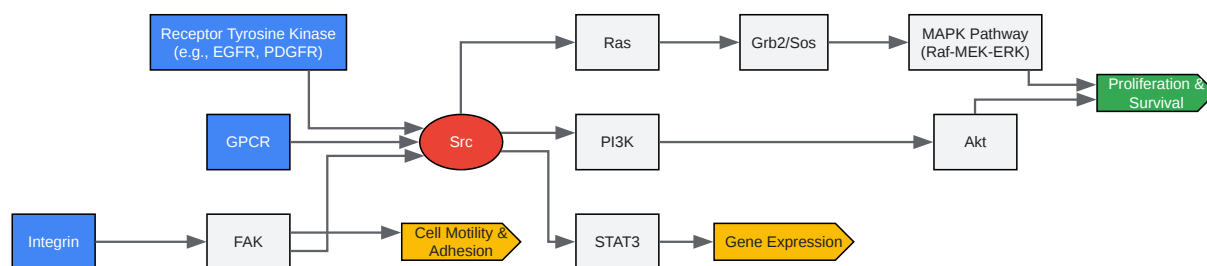 Receptor Tyrosine Kinase
(e.g., EGFR, PDGFR)
Ras
Grb2/Sos
MAPK Pathway
(Raf-MEK-ERK)
Proliferation &
Survival
GPCR
Src
PI3K
Akt
Integrin
FAK
Cell Motility &
Adhesion
STAT3
Gene Expression